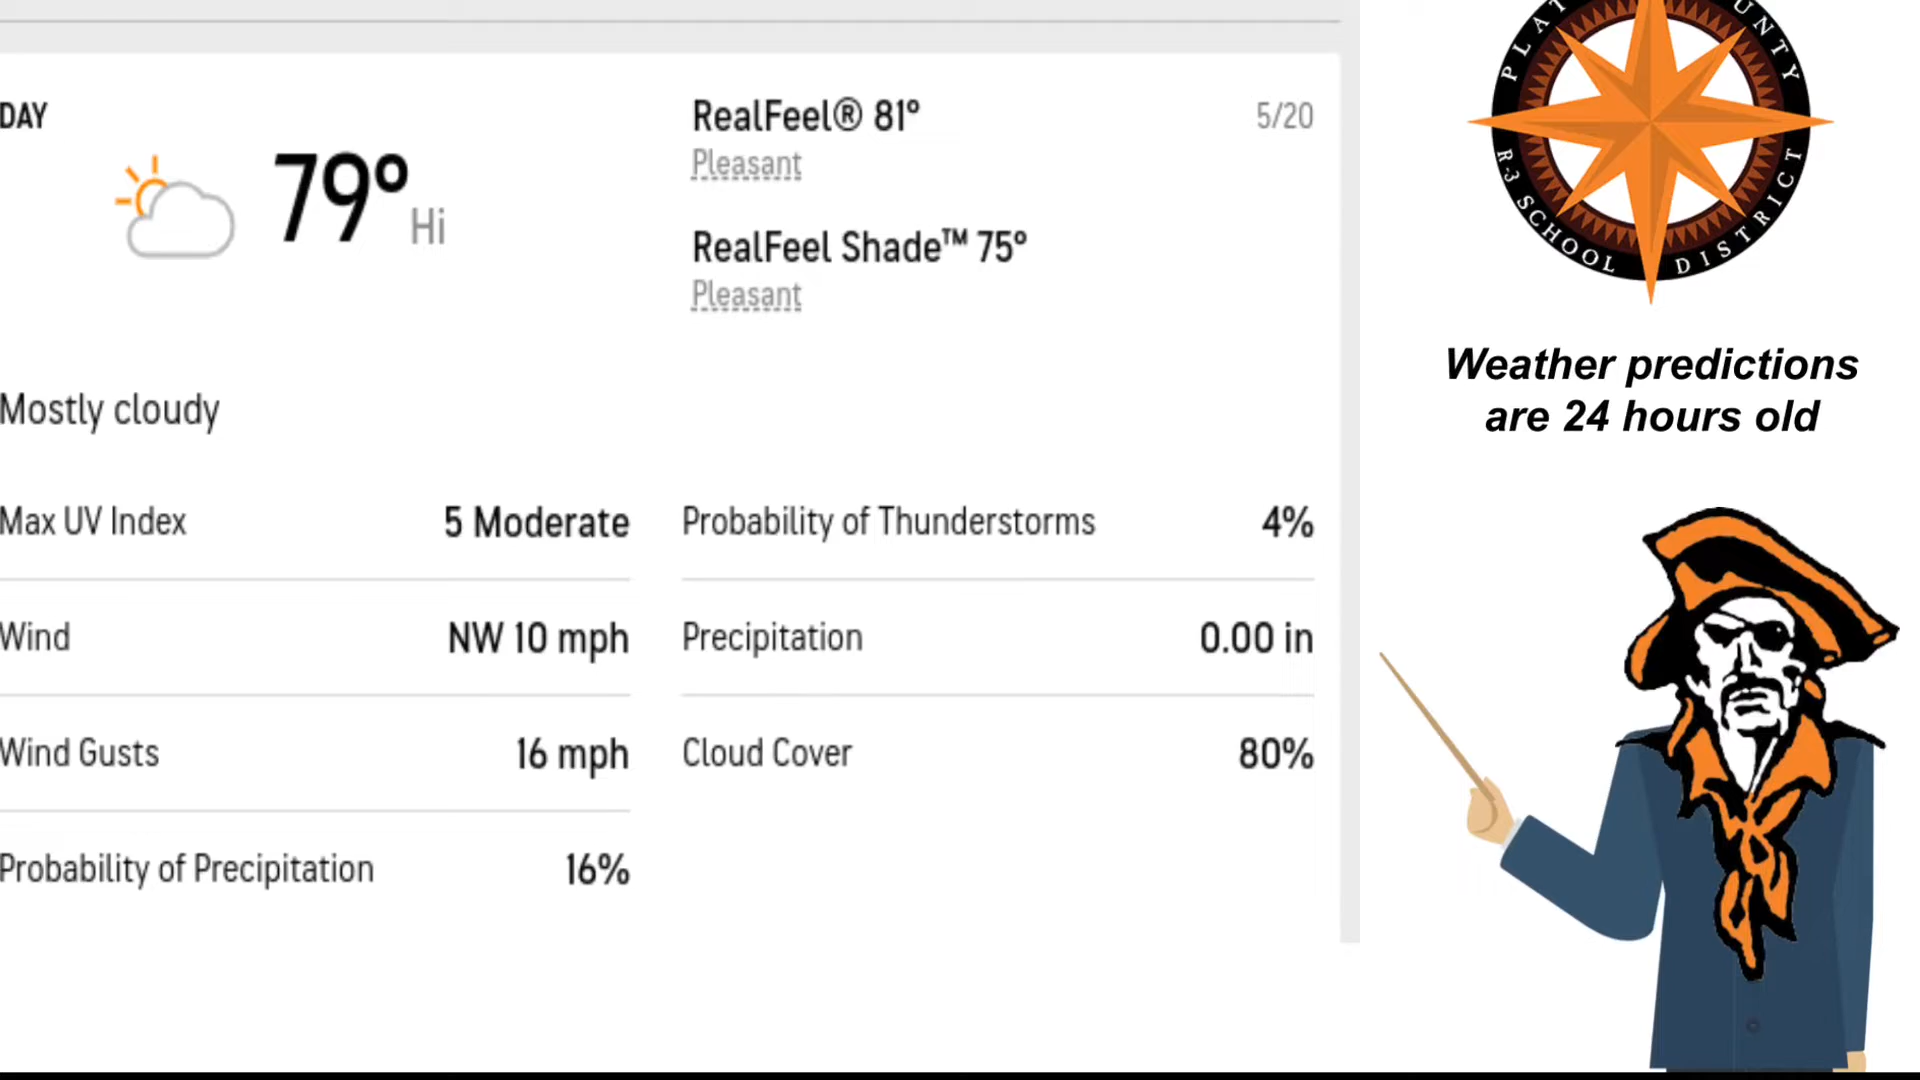 DAY
79°
Hi
RealFeel® 81°
Pleasant
5/20
RealFeel Shade™ 75°
Pleasant
Mostly cloudy
Max UV Index 5 Moderate
Wind NW 10 mph
Wind Gusts 16 mph
Probability of Precipitation 16%
Probability of Thunderstorms 4%
Precipitation 0.00 in
Cloud Cover 80%
R-3 SCHOOL DISTRICT
Weather predictions
are 24 hours old